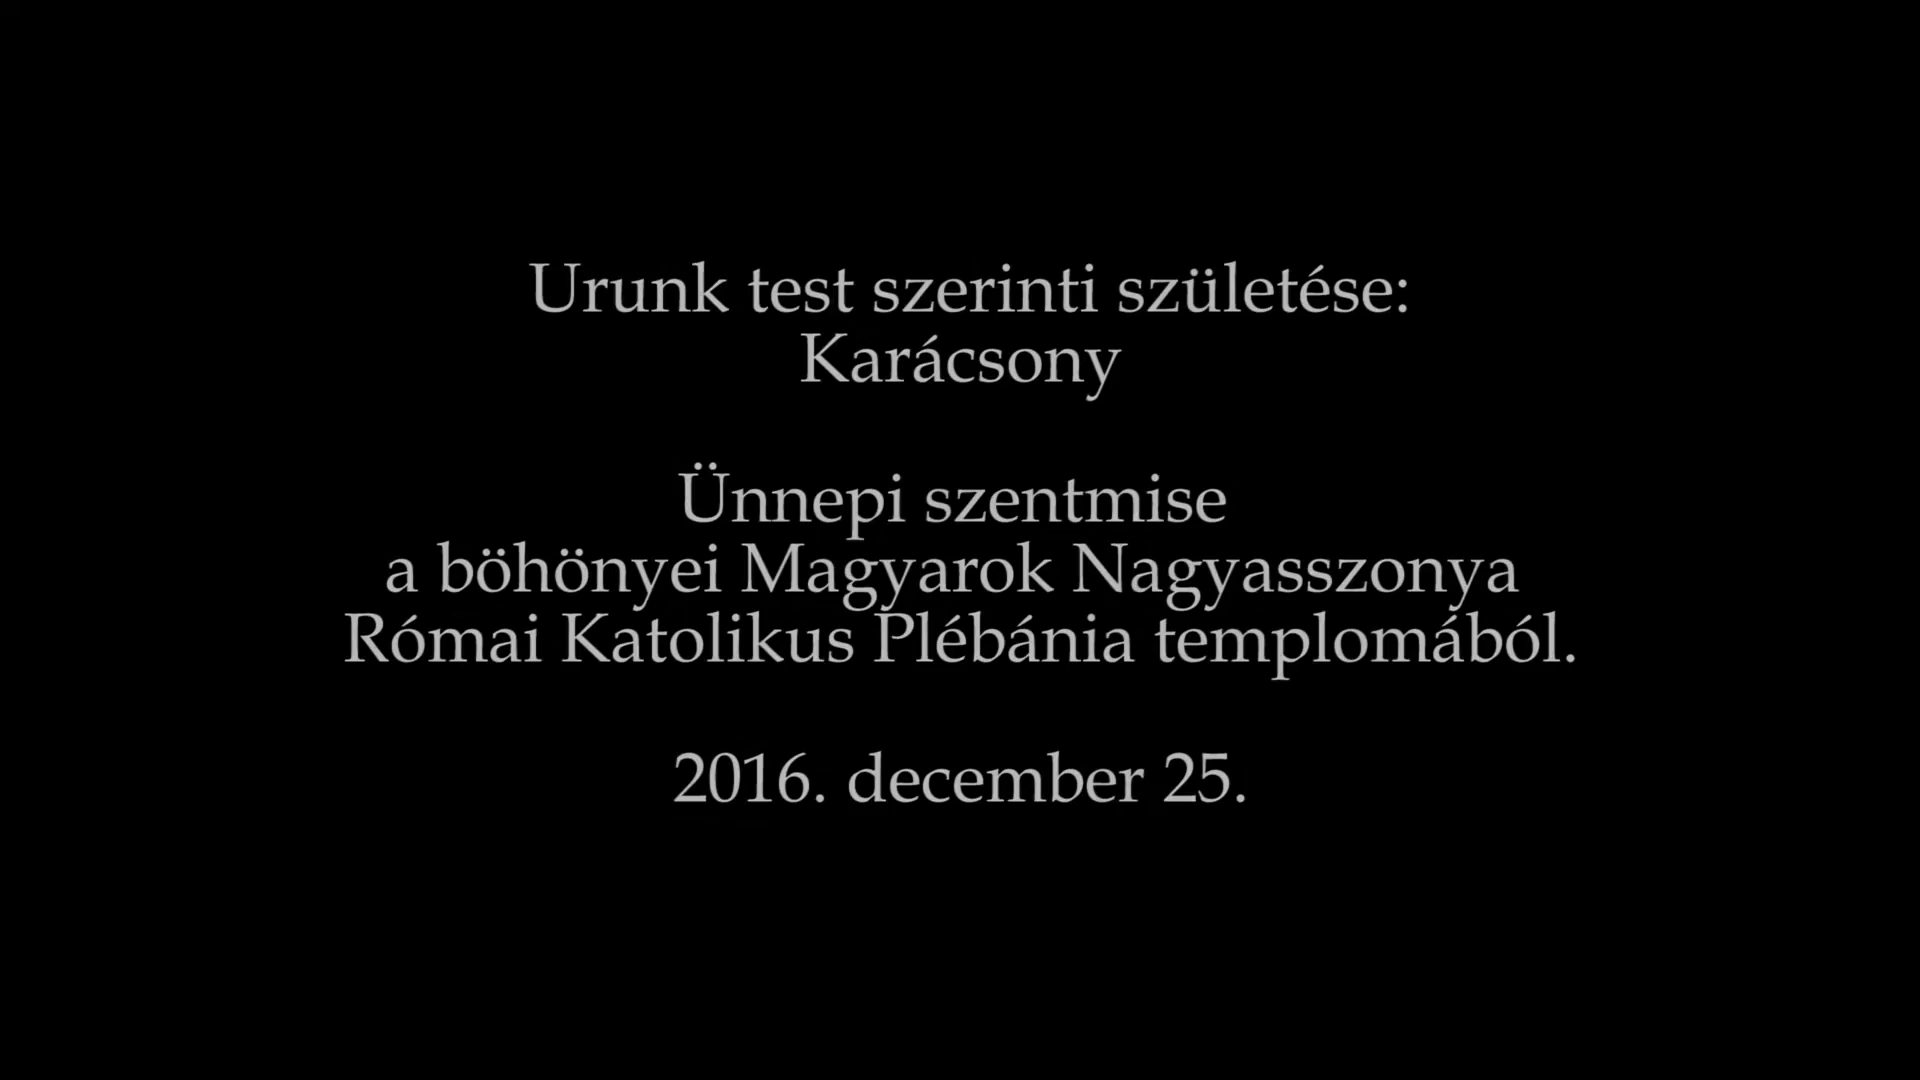 Urunk test szerinti születése:
Karácsony
Ünnepi szentmise
a böhönyei Magyarok Nagyasszonya
Római Katolikus Plébánia templomából.
2016. december 25.